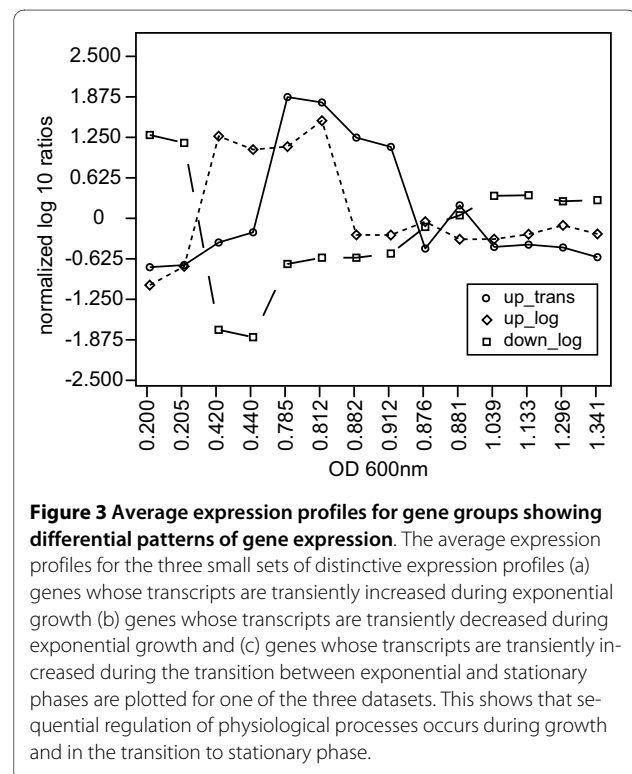 2.500
1.875
1.250
0.625
0
-0.625
-1.250
-1.875
-2.500
normalized log 10 ratios
up_trans
up_log
down_log
0.200
0.205
0.420
0.440
0.785
0.812
0.882
0.912
0.876
0.881
1.039
1.133
1.296
1.341
OD 600nm
Figure 3 Average expression profiles for gene groups showing
differential patterns of gene expression. The average expression
profiles for the three small sets of distinctive expression profiles (a)
genes whose transcripts are transiently increased during exponential
growth (b) genes whose transcripts are transiently decreased during
exponential growth and (c) genes whose transcripts are transiently in-
creased during the transition between exponential and stationary
phases are plotted for one of the three datasets. This shows that se-
quential regulation of physiological processes occurs during growth
and in the transition to stationary phase.